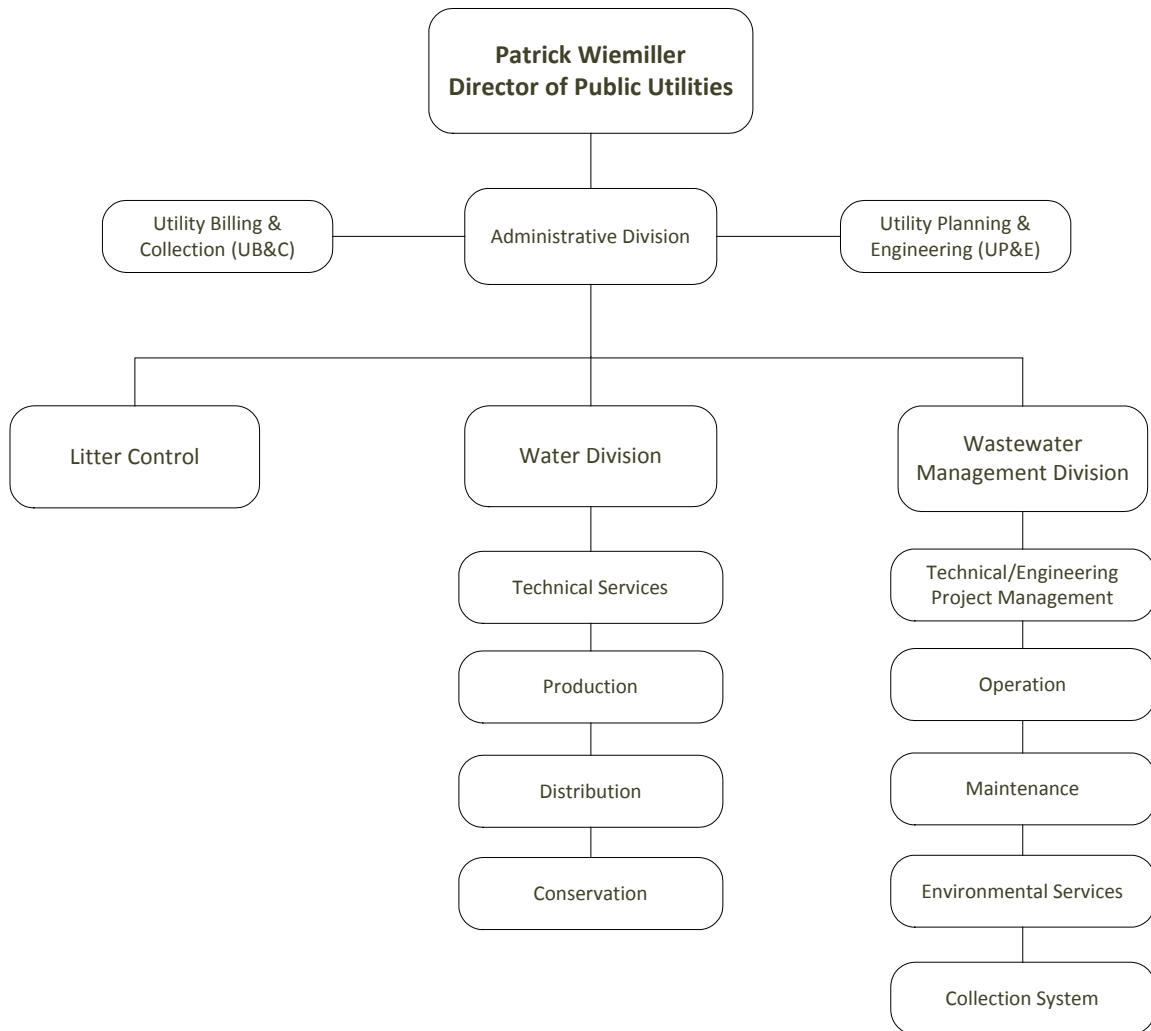 Patrick Wiemiller
Director of Public Utilities
Utility Billing &
Collection (UB&C)
Administrative Division
Utility Planning &
Engineering (UP&E)
Litter Control
Water Division
Wastewater
Management Division
Technical Services
Production
Distribution
Conservation
Technical/Engineering
Project Management
Operation
Maintenance
Environmental Services
Collection System